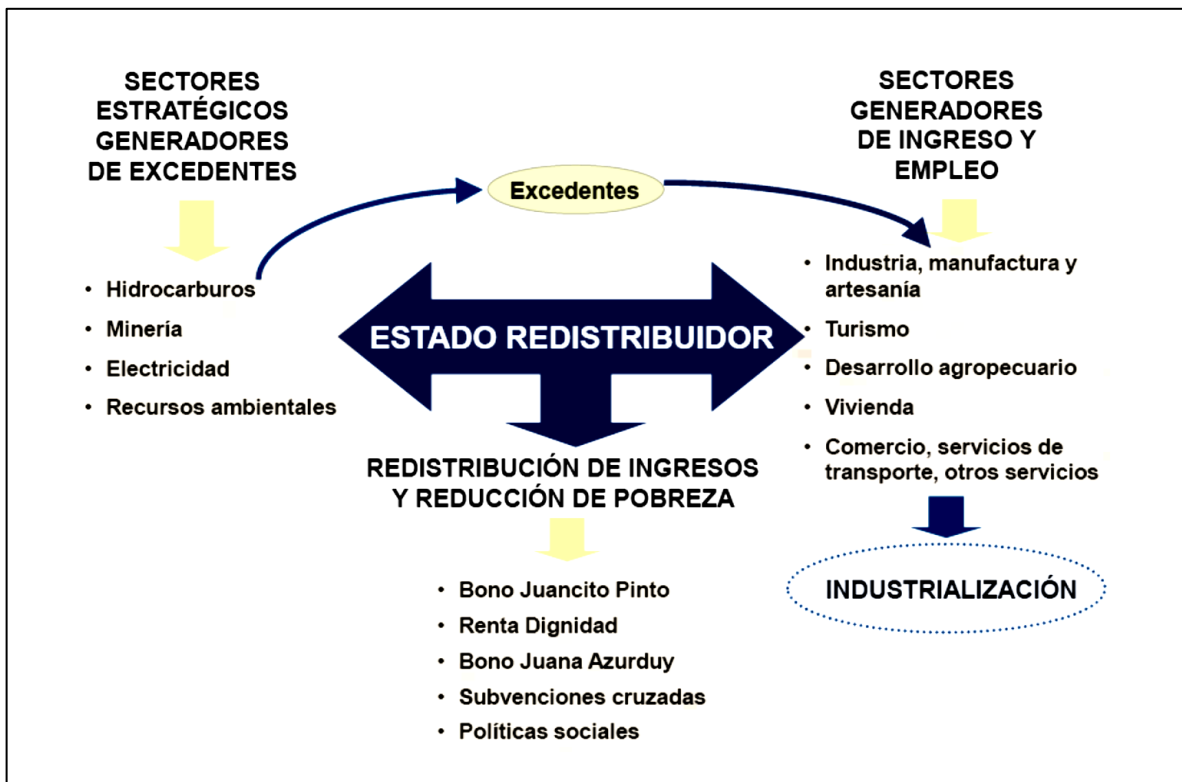 SECTORES
ESTRATÉGICOS
GENERADORES
DE EXCEDENTES
• Hidrocarburos
• Minería
• Electricidad
• Recursos ambientales
Excedentes
ESTADO REDISTRIBUIDOR
REDISTRIBUCIÓN DE INGRESOS
Y REDUCCIÓN DE POBREZA
• Bono Juancito Pinto
• Renta Dignidad
• Bono Juana Azurduy
• Subvenciones cruzadas
• Políticas sociales
SECTORES
GENERADORES
DE INGRESO Y
EMPLEO
• Industria, manufactura y
artesanía
• Turismo
• Desarrollo agropecuario
• Vivienda
• Comercio, servicios de
transporte, otros servicios
INDUSTRIALIZACIÓN